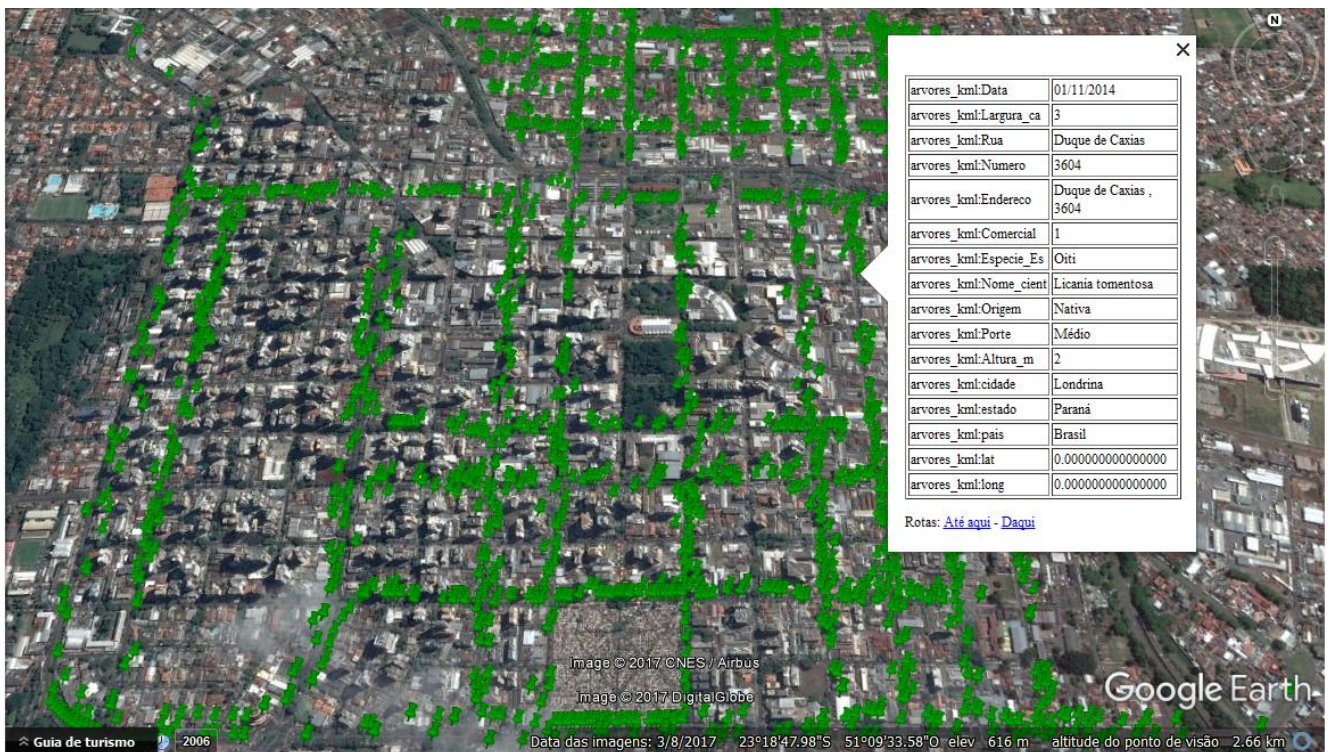 N
arvores_kml:Data 01/11/2014
arvores_kml:Largura_ca 3
arvores_kml:Rua Duque de Caxias
arvores_kml:Numero 3604
arvores_kml:Endereco Duque de Caxias ,
3604
arvores_kml:Comercial 1
arvores_kml:Especie_Es Oiti
arvores_kml:Nome_cient Licania tomentosa
arvores_kml:Origem Nativa
arvores_kml:Porte Médio
arvores_kml:Altura_m 2
arvores_kml:cidade Londrina
arvores_kml:estado Paraná
arvores_kml:pais Brasil
arvores_kml:lat 0.000000000000000
arvores_kml:long 0.000000000000000
Rotas: Até aqui - Daqui
Image © 2017 CNES / Airbus
Image © 2017 DigitalGlobe
Google Earth
Guia de turismo 2006 Data das imagens: 3/8/2017 23°18'47.98"S 51°09'33.58"O elev 616 m altitude do ponto de visão 2.66 km